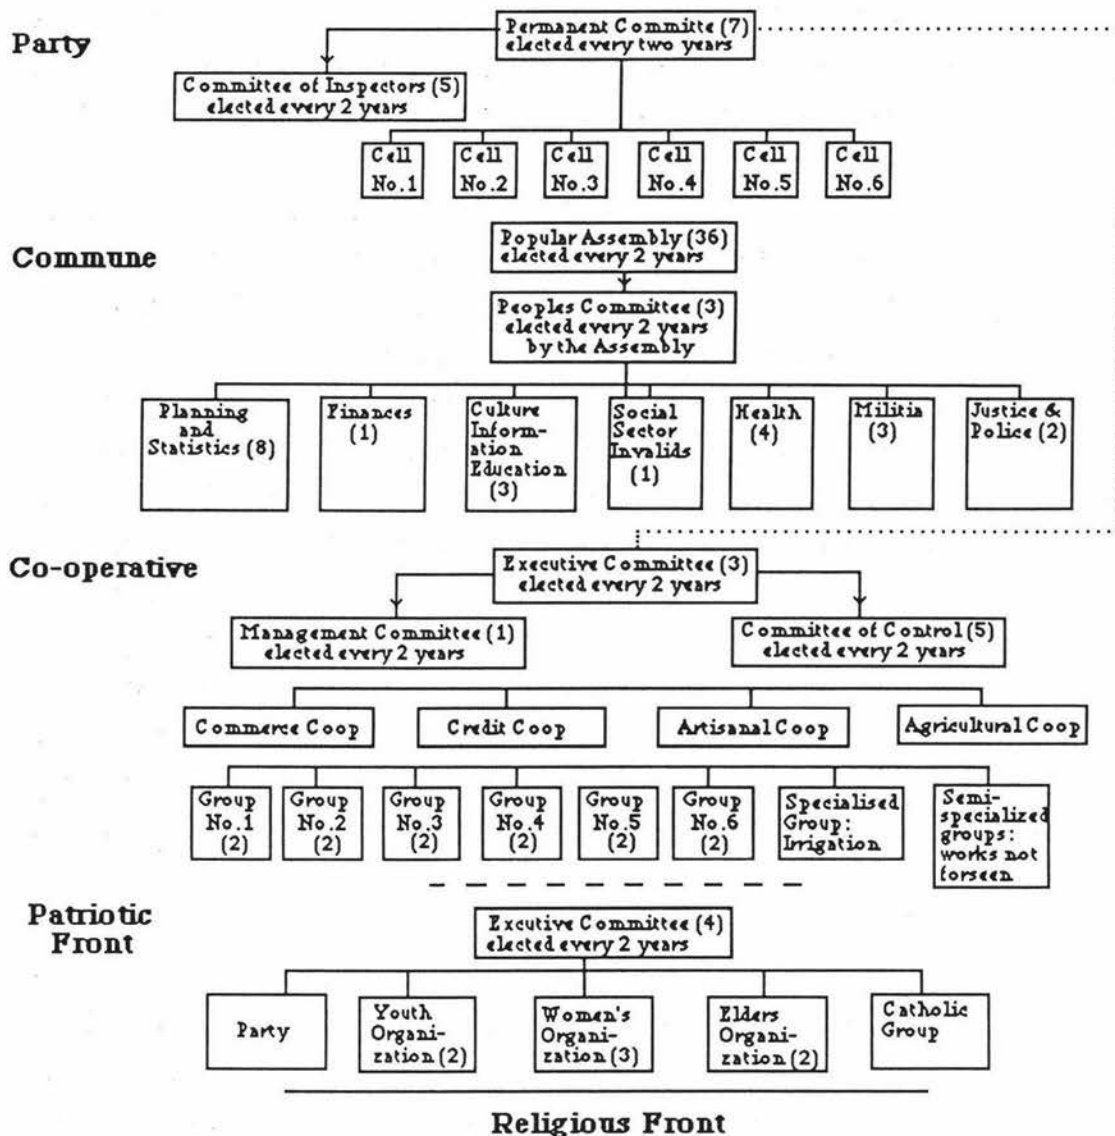 Party
Permanent Committe (7)
elected every two years
Committee of Inspectors (5)
elected every 2 years
Cell
No.1
Cell
No.2
Cell
No.3
Cell
No.4
Cell
No.5
Cell
No.6
Commune
Popular Assembly (36)
elected every 2 years
Peoples Committee (3)
elected every 2 years
by the Assembly
Planning
and
Statistics (8)
Finances
(1)
Culture
Inform-
ation
Education
(3)
Social
Sector
Invalids
(1)
Health
(4)
Militia
(3)
Justice &
Police (2)
Co-operative
Executive Committee (3)
elected every 2 years
Management Committee (1)
elected every 2 years
Committee of Control (5)
elected every 2 years
Commerce Coop
Credit Coop
Artisanal Coop
Agricultural Coop
Group
No.1
(2)
Group
No.2
(2)
Group
No.3
(2)
Group
No.4
(2)
Group
No.5
(2)
Group
No.6
(2)
Specialised
Group:
Irrigation
Semi-
specialized
groups:
works not
forseen
Patriotic
Front
Excutive Committee (4)
elected every 2 years
Party
Youth
Organi-
zation (2)
Women's
Organi-
zation (3)
Elders
Organi-
zation (2)
Catholic
Group
Religious Front